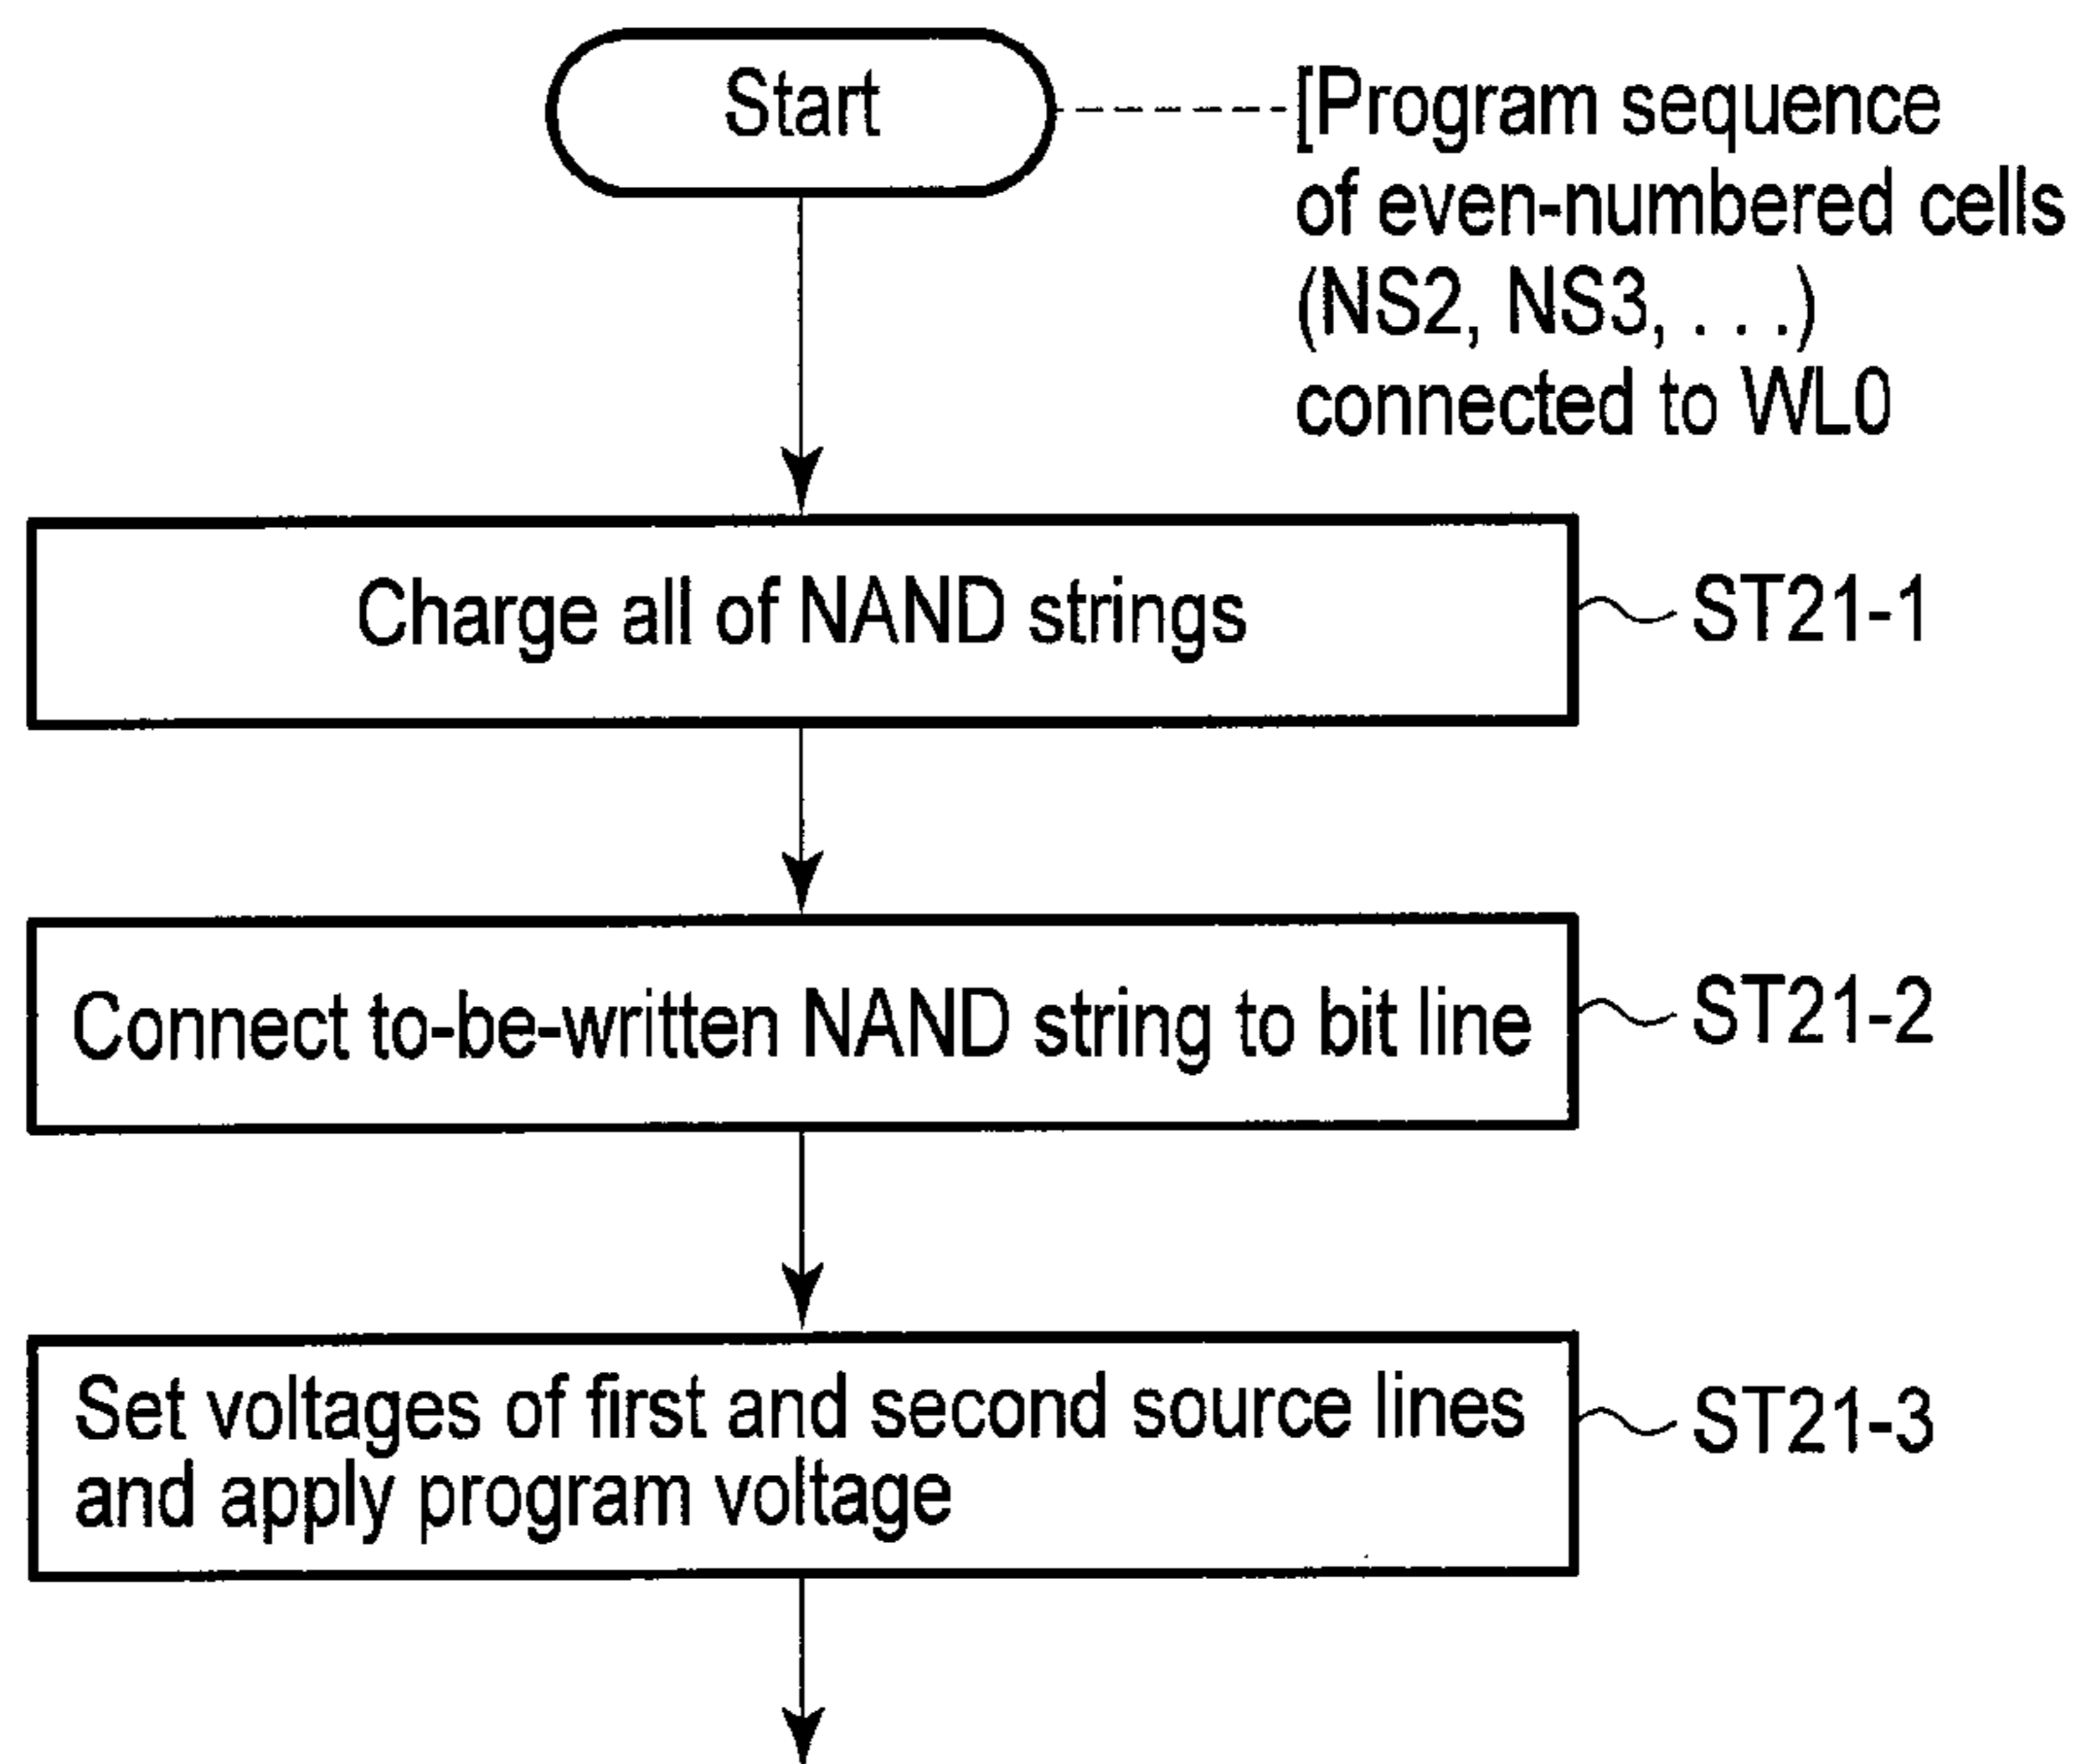 Start
[Program sequence
of even-numbered cells
(NS2, NS3, . . .)
connected to WL0
Charge all of NAND strings
ST21-1
Connect to-be-written NAND string to bit line
ST21-2
Set voltages of first and second source lines
and apply program voltage
ST21-3